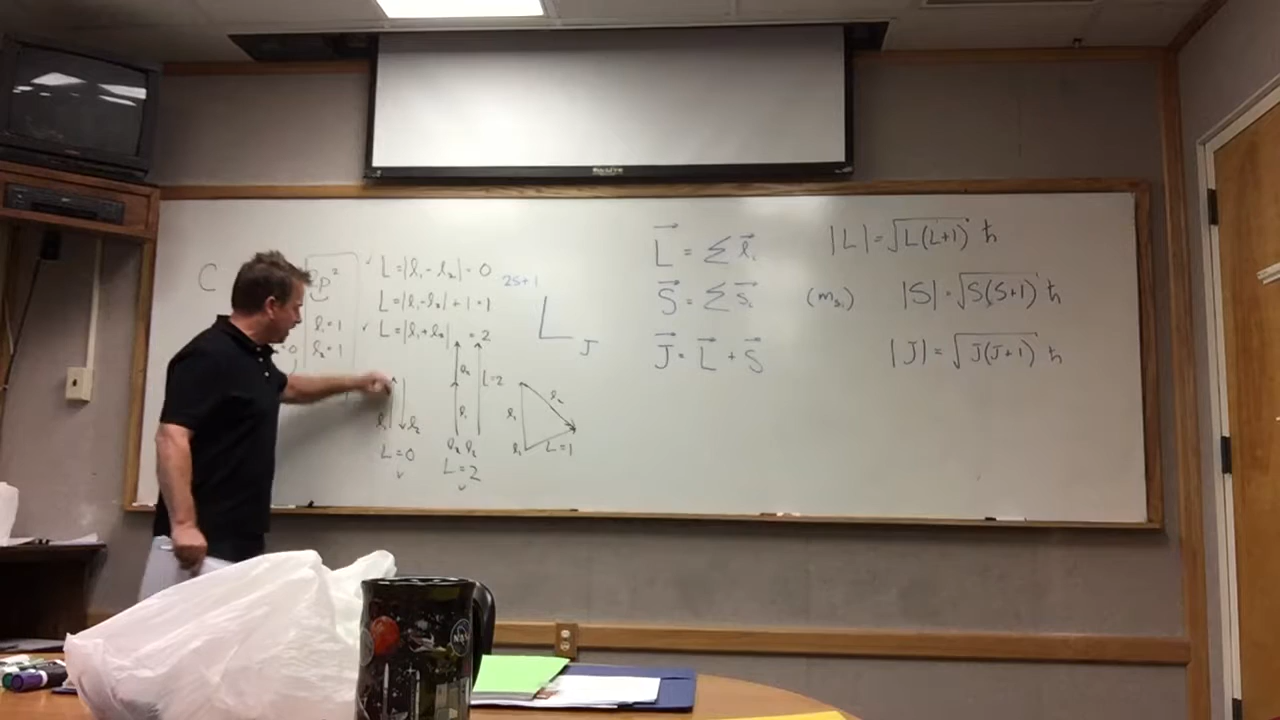 C
2p²
l₁=1
=0 l₂=1
✓ L=|l₁-l₂|=0
L=|l₁-l₂|+1=1
✓ L=|l₁+l₂| =2
2S+1
L
J
l₁ l₂
L=0
✓
l₂
l₁
L=2
L=2
✓
l₁
l₂
L=1
L⃗ = Σ l⃗ᵢ
S⃗ = Σ s⃗ᵢ (mₛᵢ)
J⃗ = L⃗ + S⃗
|L|=√L(L+1) ħ
|S|=√S(S+1) ħ
|J|=√J(J+1) ħ